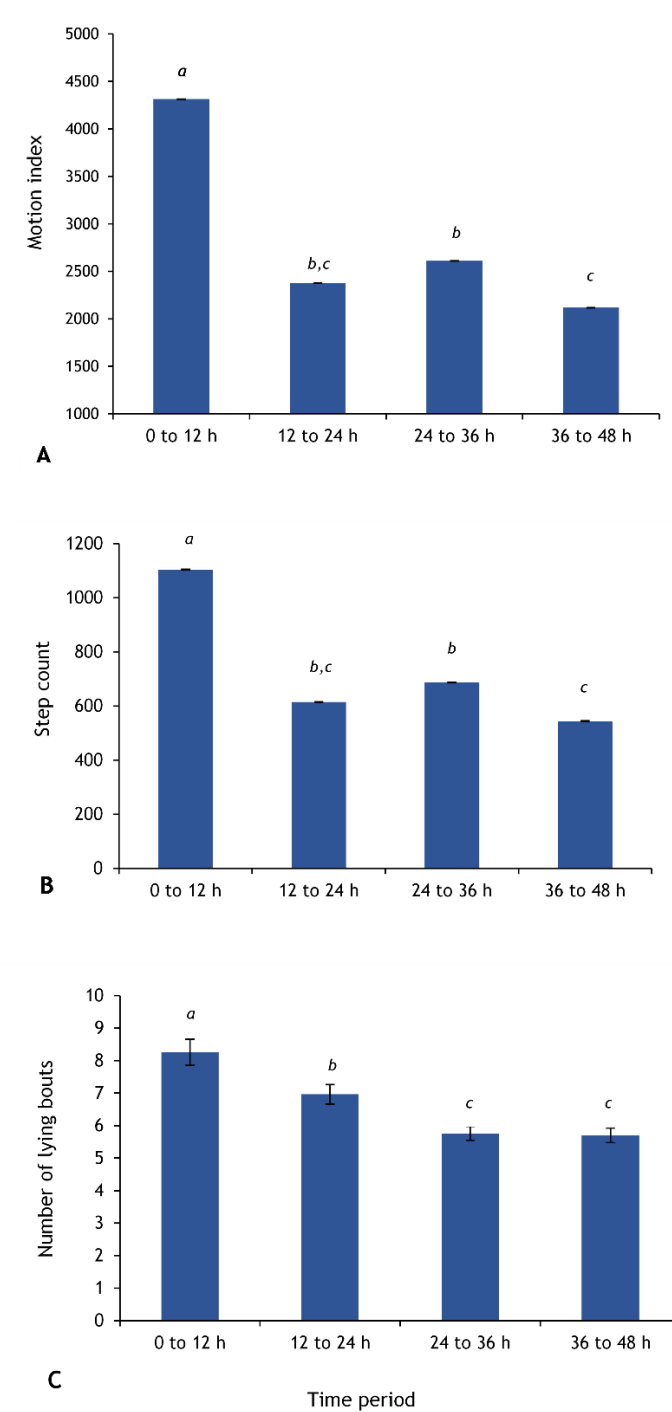 5000
4500
4000
3500
3000
2500
2000
1500
1000
Motion index
a
b,c
b
c
0 to 12 h 12 to 24 h 24 to 36 h 36 to 48 h
A
1200
1000
800
600
400
200
0
Step count
a
b,c
b
c
0 to 12 h 12 to 24 h 24 to 36 h 36 to 48 h
B
10
9
8
7
6
5
4
3
2
1
0
Number of lying bouts
a
b
c
c
0 to 12 h 12 to 24 h 24 to 36 h 36 to 48 h
C
Time period